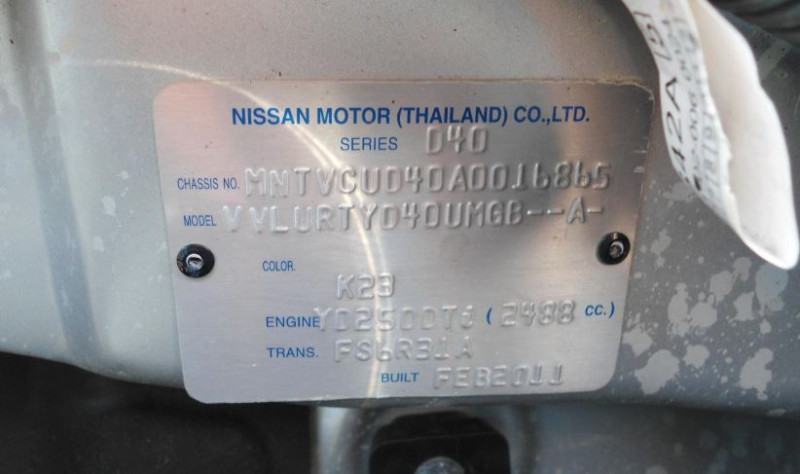 NISSAN MOTOR (THAILAND) CO.,LTD.
SERIES D40
CHASSIS NO. MNTVCUD40A0016865
MODEL VVLURTYD40UMGB--A-
COLOR.
K23
ENGINE YD25DDTi ( 2488 CC. )
TRANS. FS6R31A
BUILT FEB2011
42A